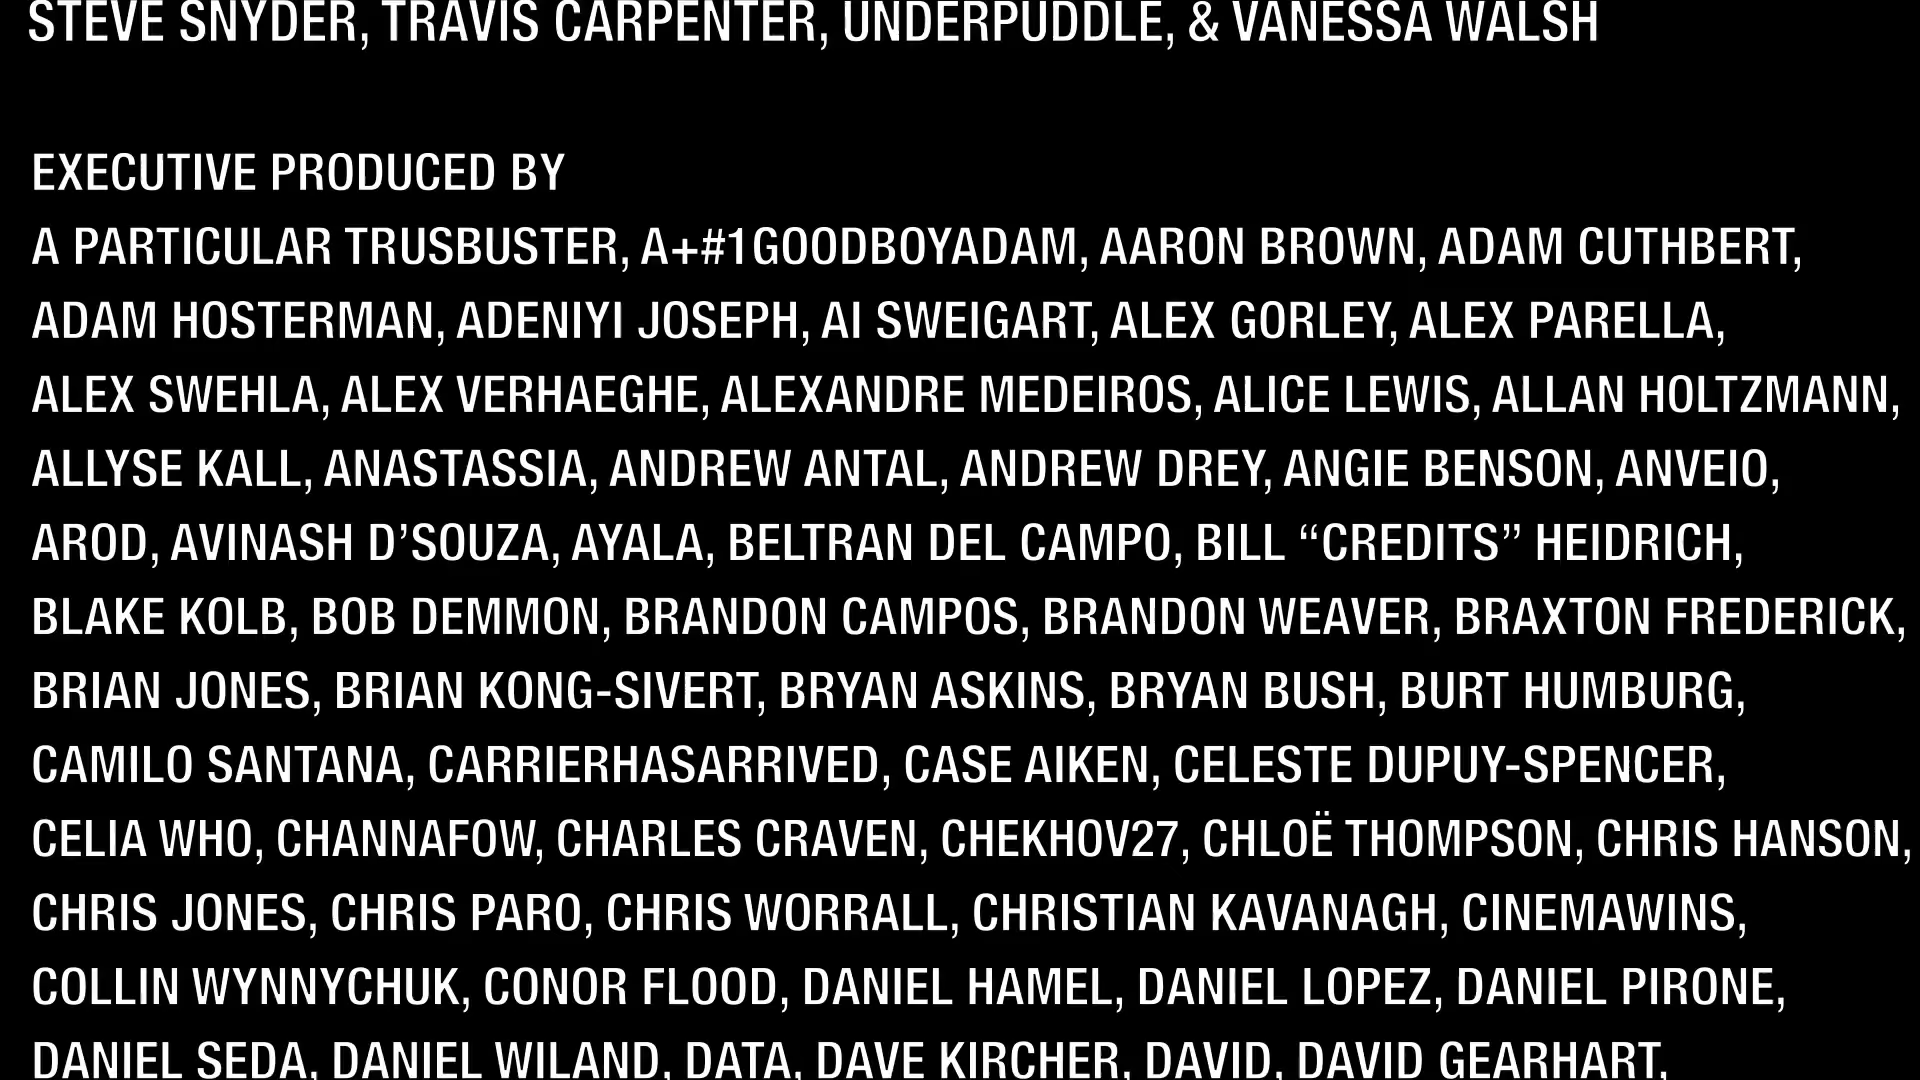 STEVE SNYDER, TRAVIS CARPENTER, UNDERPUDDLE, & VANESSA WALSH
EXECUTIVE PRODUCED BY
A PARTICULAR TRUSBUSTER, A+#1GOODBOYADAM, AARON BROWN, ADAM CUTHBERT,
ADAM HOSTERMAN, ADENIYI JOSEPH, AI SWEIGART, ALEX GORLEY, ALEX PARELLA,
ALEX SWEHLA, ALEX VERHAEGHE, ALEXANDRE MEDEIROS, ALICE LEWIS, ALLAN HOLTZMANN,
ALLYSE KALL, ANASTASSIA, ANDREW ANTAL, ANDREW DREY, ANGIE BENSON, ANVEIO,
AROD, AVINASH D’SOUZA, AYALA, BELTRAN DEL CAMPO, BILL “CREDITS” HEIDRICH,
BLAKE KOLB, BOB DEMMON, BRANDON CAMPOS, BRANDON WEAVER, BRAXTON FREDERICK,
BRIAN JONES, BRIAN KONG-SIVERT, BRYAN ASKINS, BRYAN BUSH, BURT HUMBURG,
CAMILO SANTANA, CARRIERHASARRIVED, CASE AIKEN, CELESTE DUPUY-SPENCER,
CELIA WHO, CHANNAFOW, CHARLES CRAVEN, CHEKHOV27, CHLOË THOMPSON, CHRIS HANSON,
CHRIS JONES, CHRIS PARO, CHRIS WORRALL, CHRISTIAN KAVANAGH, CINEMAWINS,
COLLIN WYNNYCHUK, CONOR FLOOD, DANIEL HAMEL, DANIEL LOPEZ, DANIEL PIRONE,
DANIEL SEDA, DANIEL WILAND, DATA, DAVE KIRCHER, DAVID, DAVID GEARHART,